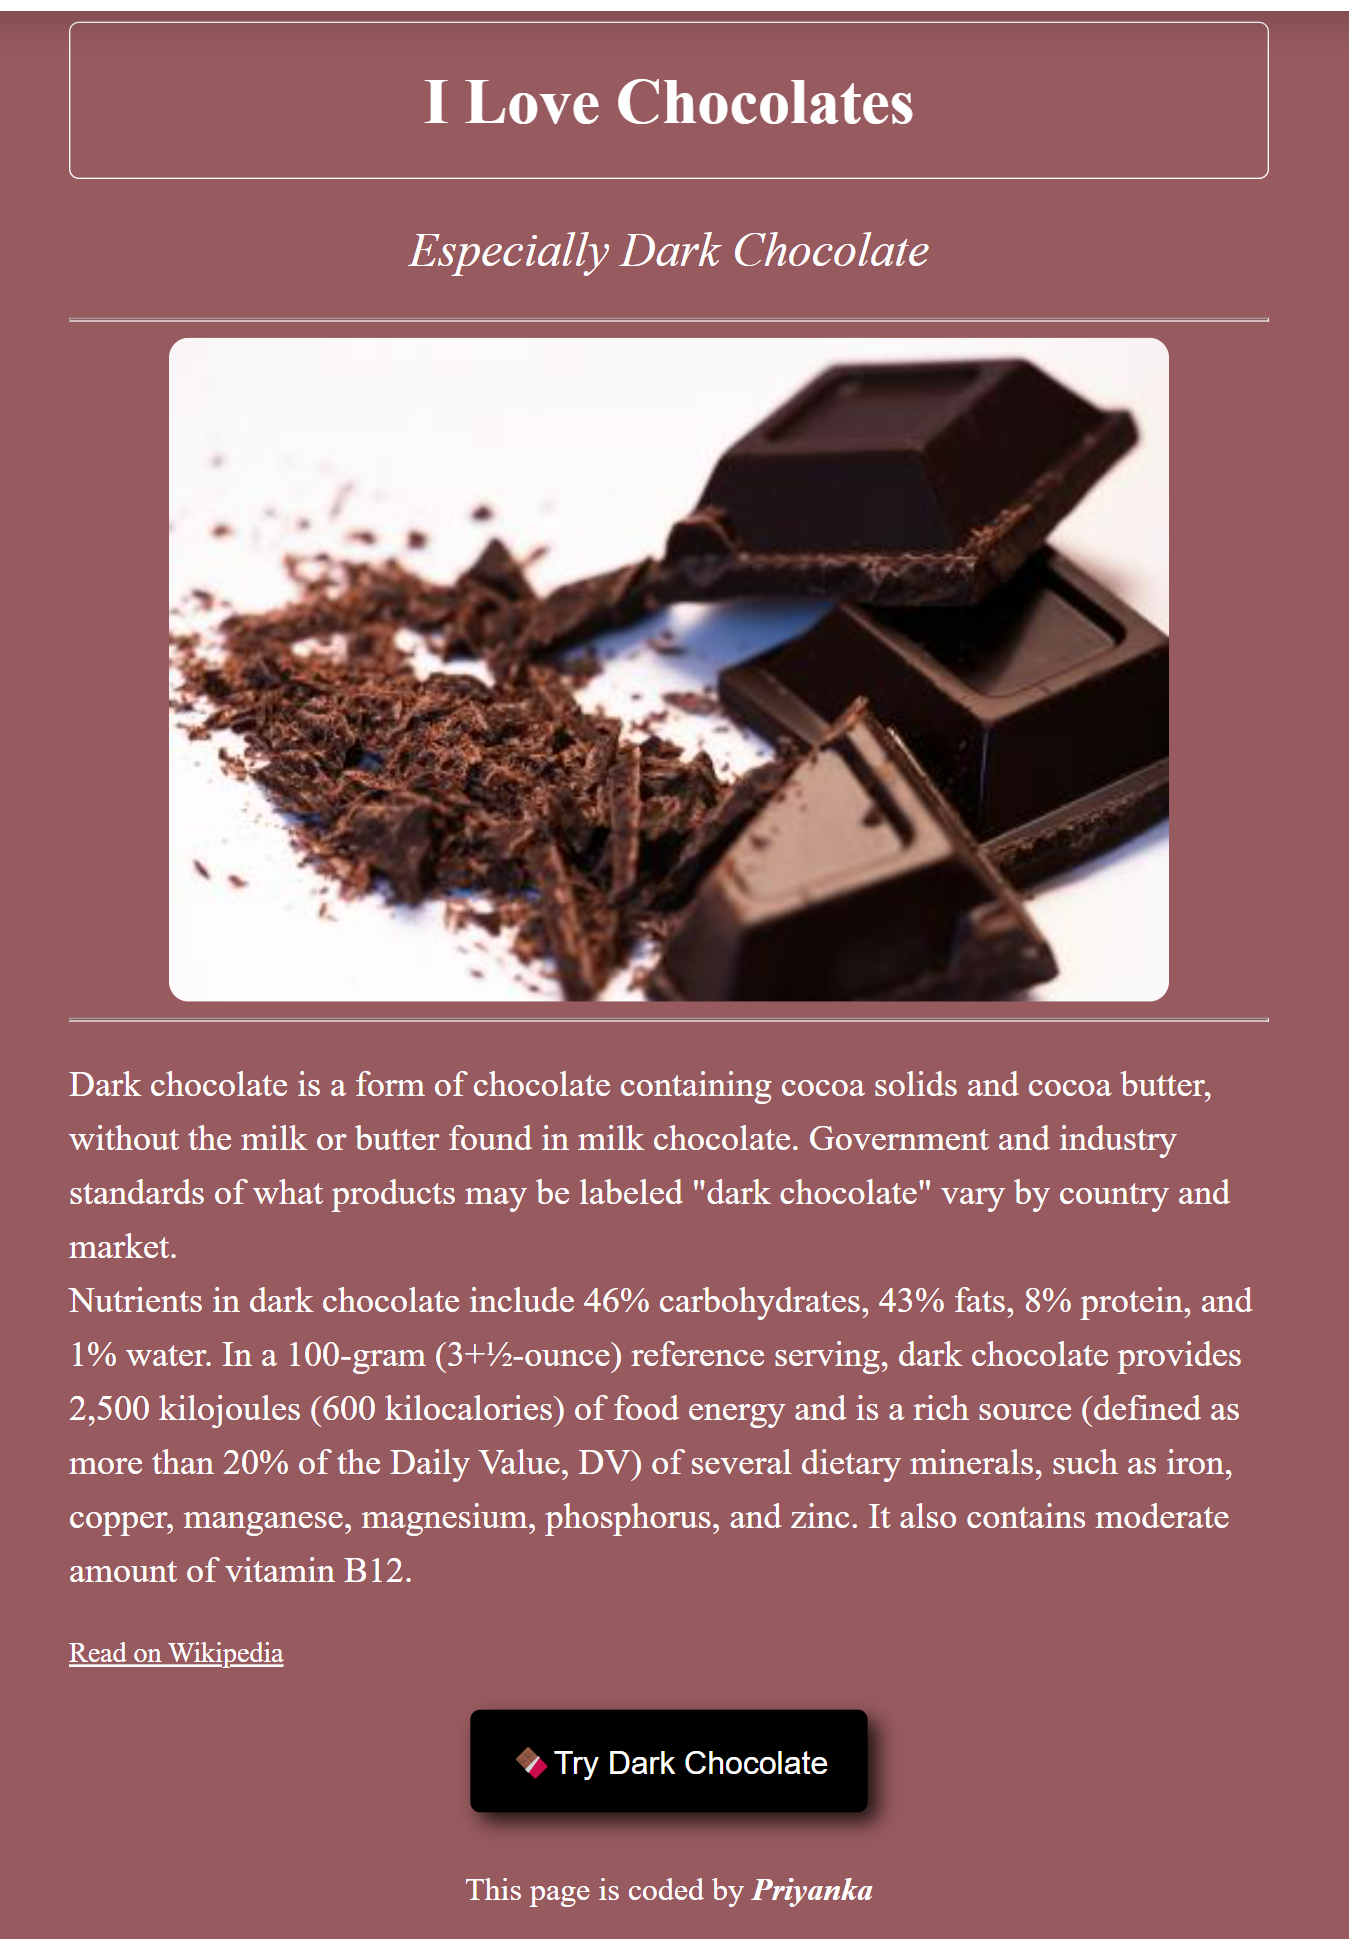 I Love Chocolates
Especially Dark Chocolate
Dark chocolate is a form of chocolate containing cocoa solids and cocoa butter,
without the milk or butter found in milk chocolate. Government and industry
standards of what products may be labeled "dark chocolate" vary by country and
market.
Nutrients in dark chocolate include 46% carbohydrates, 43% fats, 8% protein, and
1% water. In a 100-gram (3+½-ounce) reference serving, dark chocolate provides
2,500 kilojoules (600 kilocalories) of food energy and is a rich source (defined as
more than 20% of the Daily Value, DV) of several dietary minerals, such as iron,
copper, manganese, magnesium, phosphorus, and zinc. It also contains moderate
amount of vitamin B12.
Read on Wikipedia
🍫 Try Dark Chocolate
This page is coded by Priyanka